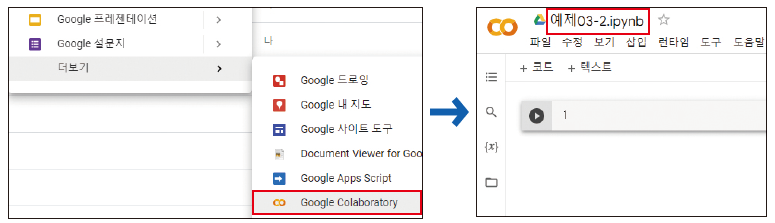 Google 프레젠테이션
Google 설문지
더보기
나
Google 드로잉
Google 내 지도
Google 사이트 도구
Document Viewer for Goo
Google Apps Script
Google Colaboratory
예제03-2.ipynb
파일 수정 보기 삽입 런타임 도구 도움말
+ 코드 + 텍스트
1
{x}